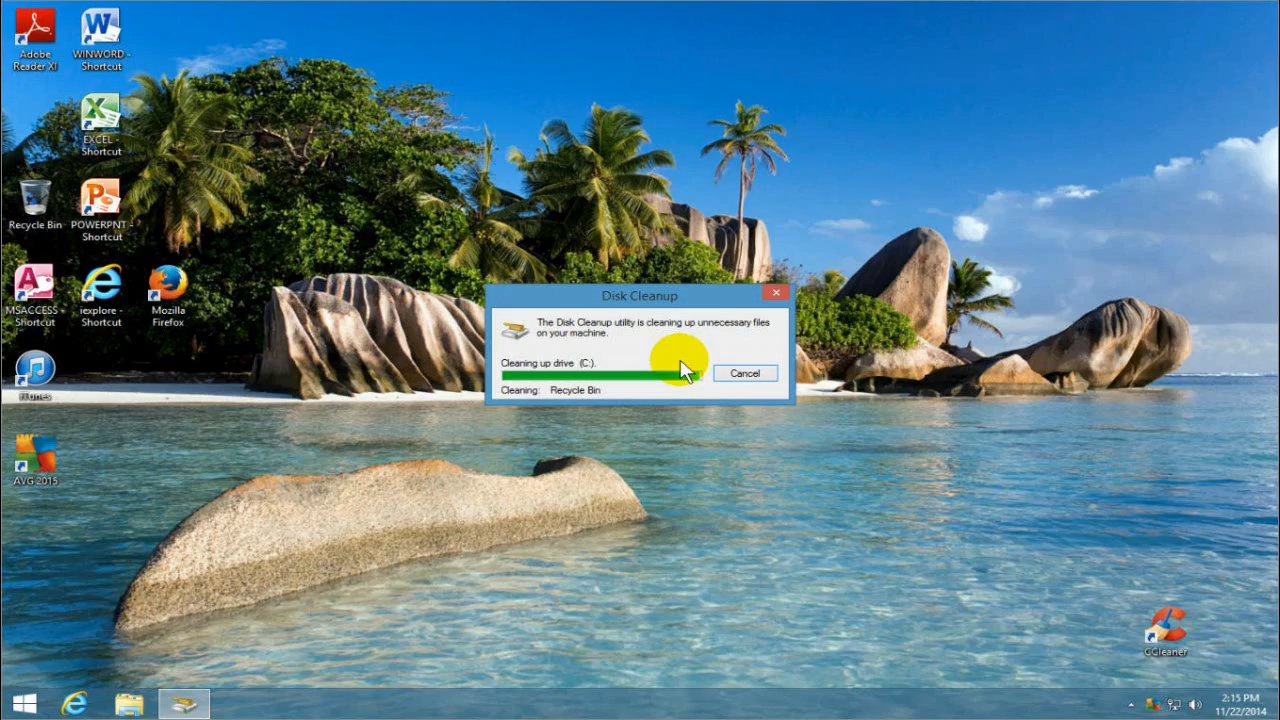 Adobe
Reader XI
WINWORD -
Shortcut
EXCEL -
Shortcut
Recycle Bin
POWERPNT -
Shortcut
MSACCESS
Shortcut
iexplore -
Shortcut
Mozilla
Firefox
iTunes
AVG 2015
Disk Cleanup
The Disk Cleanup utility is cleaning up unnecessary files
on your machine.
Cleaning up drive (C:).
Cancel
Cleaning: Recycle Bin
CCleaner
2:15 PM
11/22/2014